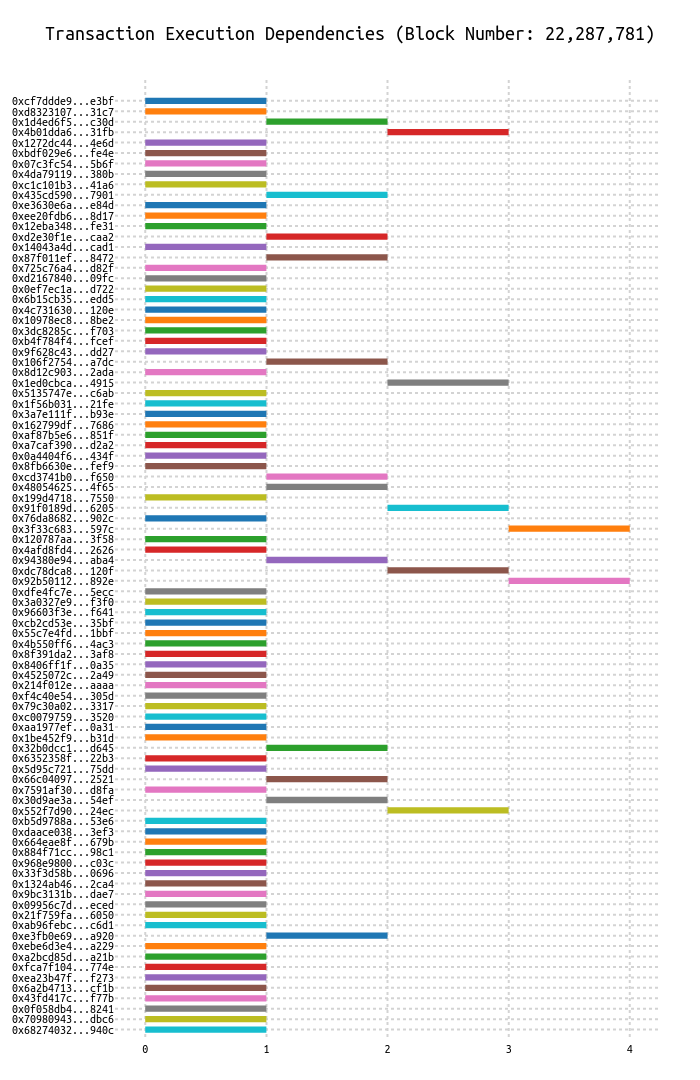 Transaction Execution Dependencies (Block Number: 22,287,781)
0xcf7ddde9...e3bf
0xd8323107...31c7
0x1d4ed6f5...c30d
0x4b01dda6...31fb
0x1272dc44...4e6d
0xbdf029e6...fe4e
0x07c3fc54...5b6f
0x4da79119...380b
0xc1c101b3...41a6
0x435cd590...7901
0xe3630e6a...e84d
0xee20fdb6...8d17
0x12eba348...fe31
0xd2e30f1e...caa2
0x14043a4d...cad1
0x87f011ef...8472
0x725c76a4...d82f
0xd2167840...09fc
0x0ef7ec1a...d722
0x6b15cb35...edd5
0x4c731630...120e
0x10978ec8...8be2
0x3dc8285c...f703
0xb4f784f4...fcef
0x9f628c43...dd27
0x106f2754...a7dc
0x8d12c903...2ada
0x1ed0cbca...4915
0x5135747e...c6ab
0x1f56b031...21fe
0x3a7e111f...b93e
0x162799df...7686
0xaf87b5e6...851f
0xa7caf390...d2a2
0x0a4404f6...434f
0x8fb6630e...fef9
0xcd3741b0...f650
0x48054625...4f65
0x199d4718...7550
0x91f0189d...6205
0x76da8682...902c
0x3f33c683...597c
0x120787aa...3f58
0x4afd8fd4...2626
0x94380e94...aba4
0xdc78dca8...120f
0x92b50112...892e
0xdfe4fc7e...5ecc
0x3a0327e9...f3f0
0x96603f3e...f641
0xcb2cd53e...35bf
0x55c7e4fd...1bbf
0x4b550ff6...4ac3
0x8f391da2...3af8
0x8406ff1f...0a35
0x4525072c...2a49
0x214f012e...aaaa
0xf4c40e54...305d
0x79c30a02...3317
0xc0079759...3520
0xaa1977ef...0a31
0x1be452f9...b31d
0x32b0dcc1...d645
0x6352358f...22b3
0x5d95c721...75dd
0x66c04097...2521
0x7591af30...d8fa
0x30d9ae3a...54ef
0x552f7d90...24ec
0xb5d9788a...53e6
0xdaace038...3ef3
0x664eae8f...679b
0x884f71cc...98c1
0x968e9800...c03c
0x33f3d58b...0696
0x1324ab46...2ca4
0x9bc3131b...dae7
0x09956c7d...eced
0x21f759fa...6050
0xab96febc...c6d1
0xe3fb0e69...a920
0xebe6d3e4...a229
0xa2bcd85d...a21b
0xfca7f104...774e
0xea23b47f...f273
0x6a2b4713...cf1b
0x43fd417c...f77b
0x0f058db4...8241
0x70980943...dbc6
0x68274032...940c
0 1 2 3 4